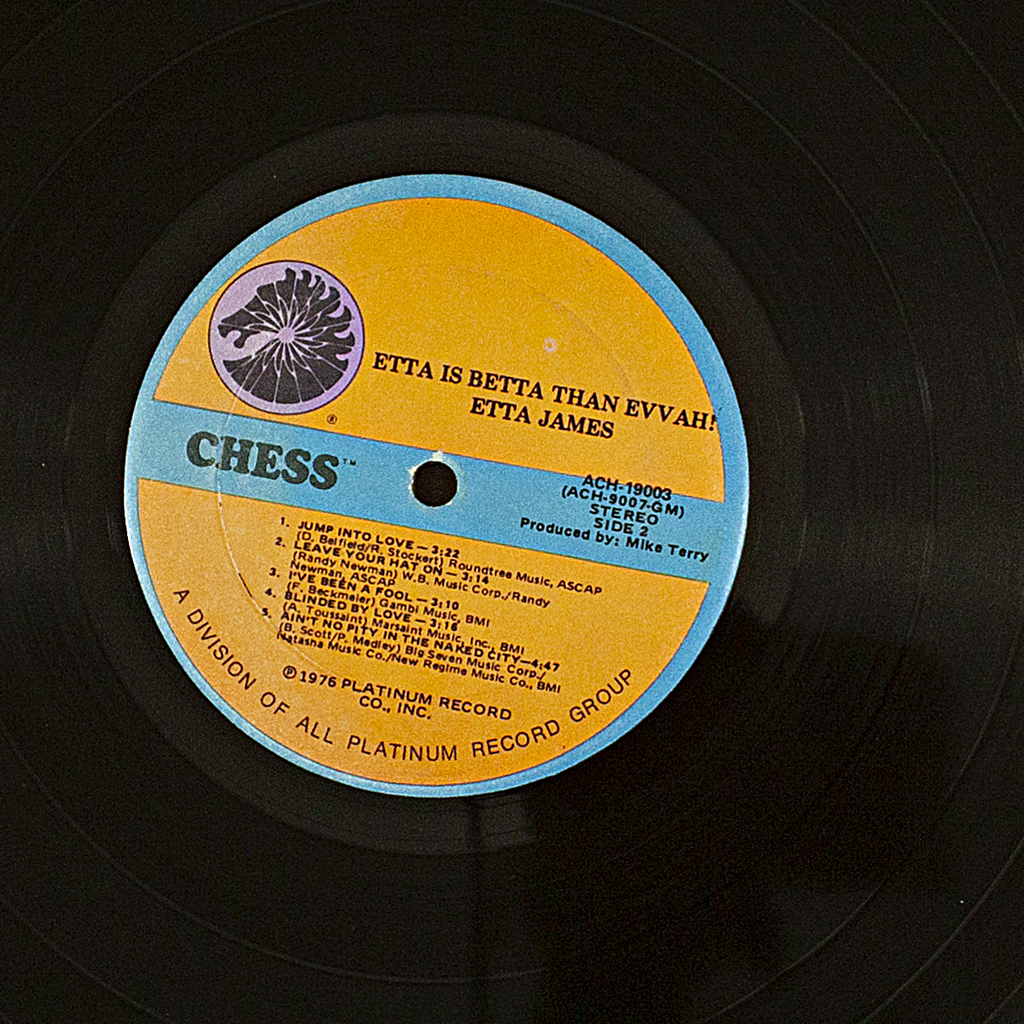 ETTA IS BETTA THAN EVVAH!
ETTA JAMES
®
CHESS™
ACH-19003
(ACH-9007-GM)
STEREO
SIDE 2
Produced by: Mike Terry
1. JUMP INTO LOVE — 3:22
(D. Belfield/R. Stockert) Roundtree Music, ASCAP
2. LEAVE YOUR HAT ON — 3:14
(Randy Newman) W.B. Music Corp./Randy
Newman, ASCAP
3. I'VE BEEN A FOOL — 3:10
(F. Beckmeier) Gambi Music, BMI
4. BLINDED BY LOVE — 3:16
(A. Toussaint) Marsaint Music, Inc., BMI
5. AIN'T NO PITY IN THE NAKED CITY—4:47
(B. Scott/P. Medley) Big Seven Music Corp./
Natasha Music Co./New Regime Music Co., BMI
℗ 1976 PLATINUM RECORD
CO., INC.
A DIVISION OF ALL PLATINUM RECORD GROUP